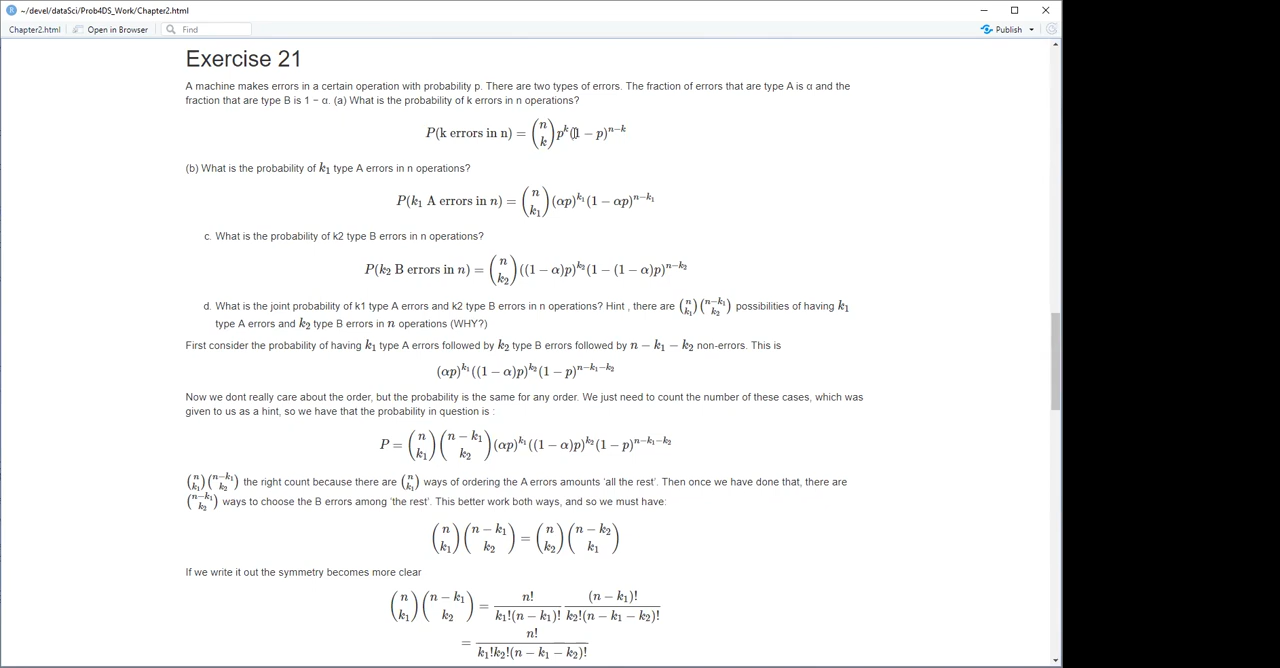 ~/devel/dataSci/Prob4DS_Work/Chapter2.html
Chapter2.html Open in Browser Find Publish
Exercise 21
A machine makes errors in a certain operation with probability p. There are two types of errors. The fraction of errors that are type A is α and the
fraction that are type B is 1 − α. (a) What is the probability of k errors in n operations?
P(k errors in n) = (n k) p^k (1 − p)^{n−k}
(b) What is the probability of k₁ type A errors in n operations?
P(k₁ A errors in n) = (n k₁) (αp)^{k₁} (1 − αp)^{n−k₁}
c. What is the probability of k2 type B errors in n operations?
P(k₂ B errors in n) = (n k₂) ((1 − α)p)^{k₂} (1 − (1 − α)p)^{n−k₂}
d. What is the joint probability of k1 type A errors and k2 type B errors in n operations? Hint , there are (n k₁)(n−k₁ k₂) possibilities of having k₁
type A errors and k₂ type B errors in n operations (WHY?)
First consider the probability of having k₁ type A errors followed by k₂ type B errors followed by n − k₁ − k₂ non-errors. This is
(αp)^{k₁} ((1 − α)p)^{k₂} (1 − p)^{n−k₁−k₂}
Now we dont really care about the order, but the probability is the same for any order. We just need to count the number of these cases, which was
given to us as a hint, so we have that the probability in question is :
P = (n k₁)(n − k₁ k₂) (αp)^{k₁} ((1 − α)p)^{k₂} (1 − p)^{n−k₁−k₂}
(n k₁)(n−k₁ k₂) the right count because there are (n k₁) ways of ordering the A errors amounts 'all the rest'. Then once we have done that, there are
(n−k₁ k₂) ways to choose the B errors among 'the rest'. This better work both ways, and so we must have:
(n k₁)(n − k₁ k₂) = (n k₂)(n − k₂ k₁)
If we write it out the symmetry becomes more clear
(n k₁)(n − k₁ k₂) = n! / k₁!(n − k₁)! (n − k₁)! / k₂!(n − k₁ − k₂)!
= n! / k₁!k₂!(n − k₁ − k₂)!